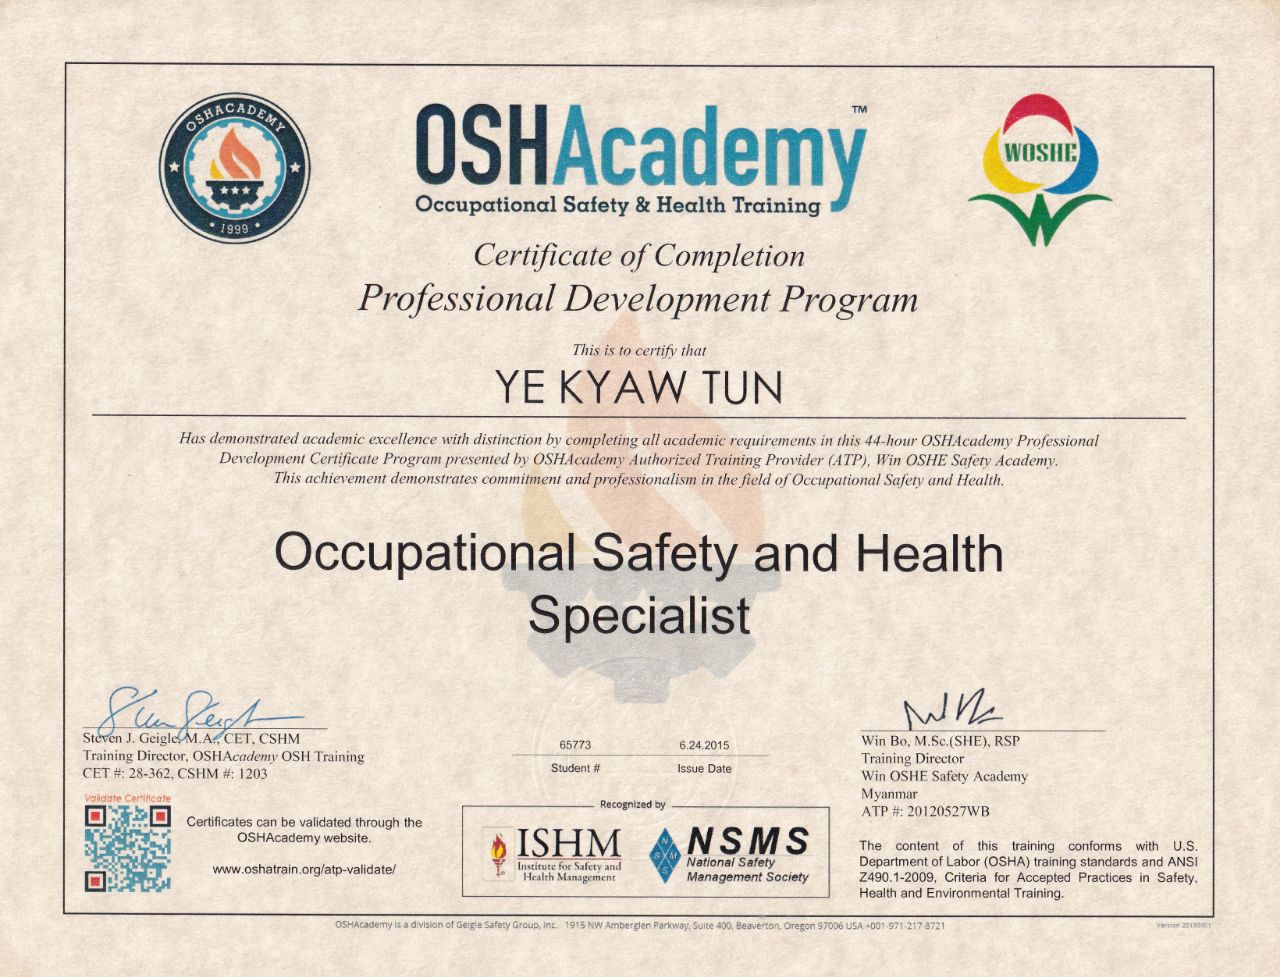 OSHACADEMY
1999
OSHAcademy™
Occupational Safety & Health Training
WOSHE
Certificate of Completion
Professional Development Program
This is to certify that
YE KYAW TUN
Has demonstrated academic excellence with distinction by completing all academic requirements in this 44-hour OSHAcademy Professional
Development Certificate Program presented by OSHAcademy Authorized Training Provider (ATP), Win OSHE Safety Academy.
This achievement demonstrates commitment and professionalism in the field of Occupational Safety and Health.
Occupational Safety and Health
Specialist
Steven J. Geigle, M.A., CET, CSHM
Training Director, OSHAcademy OSH Training
CET #: 28-362, CSHM #: 1203
Validate Certificate
Certificates can be validated through the
OSHAcademy website.
www.oshatrain.org/atp-validate/
65773
Student #
6.24.2015
Issue Date
Recognized by
ISHM
Institute for Safety and
Health Management
NSMS
NSMS
National Safety
Management Society
Win Bo, M.Sc.(SHE), RSP
Training Director
Win OSHE Safety Academy
Myanmar
ATP #: 20120527WB
The content of this training conforms with U.S.
Department of Labor (OSHA) training standards and ANSI
Z490.1-2009, Criteria for Accepted Practices in Safety,
Health and Environmental Training.
OSHAcademy is a division of Geigle Safety Group, Inc. 1915 NW Amberglen Parkway, Suite 400, Beaverton, Oregon 97006 USA +001-971-217-8721